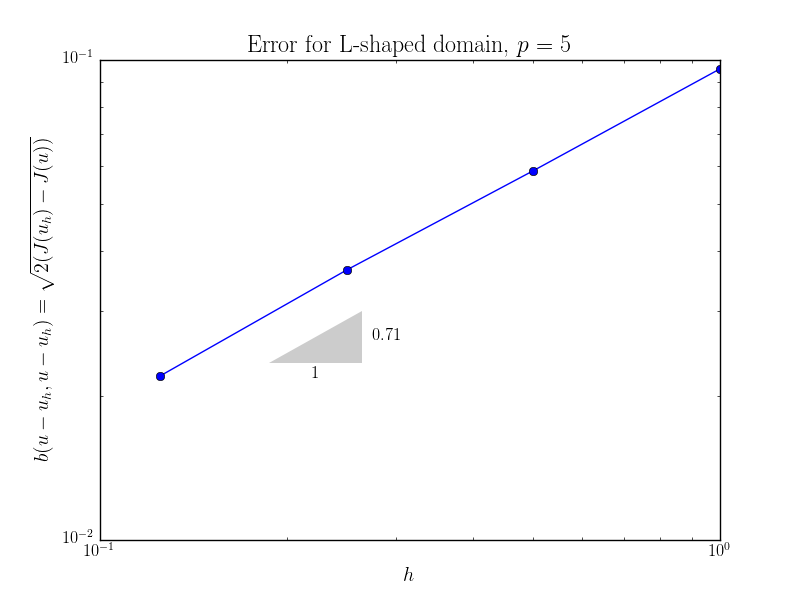 Error for L-shaped domain, $p = 5$
$10^{-1}$
$b(u - u_h, u - u_h) = \sqrt{2(J(u_h) - J(u))}$
0.71
1
$10^{-2}$
$10^{-1}$
$10^{0}$
$h$